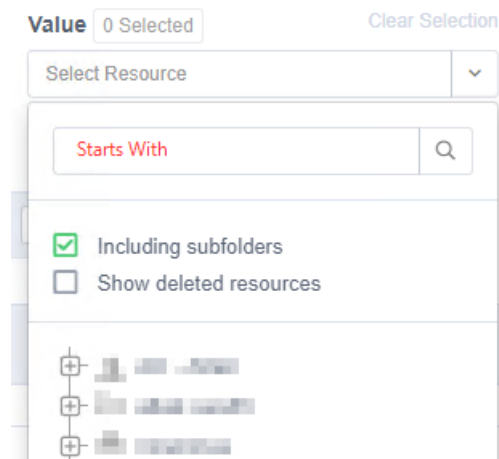 Value 0 Selected Clear Selection
Select Resource
Starts With
Including subfolders
Show deleted resources